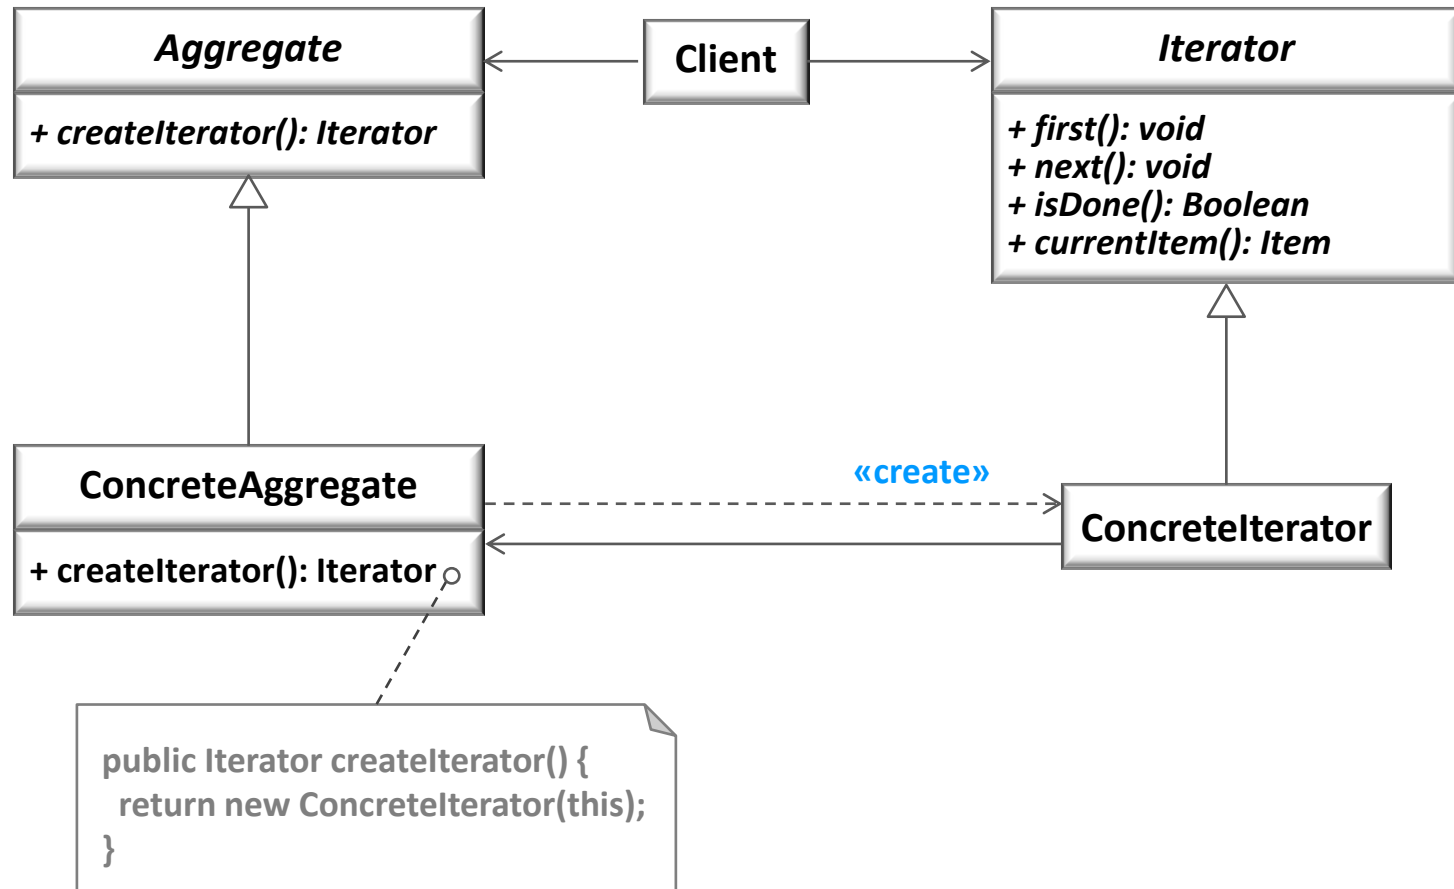 Aggregate
+ createIterator(): Iterator
Client
Iterator
+ first(): void
+ next(): void
+ isDone(): Boolean
+ currentItem(): Item
ConcreteAggregate
+ createIterator(): Iterator
«create»
ConcreteIterator
public Iterator createIterator() {
return new ConcreteIterator(this);
}